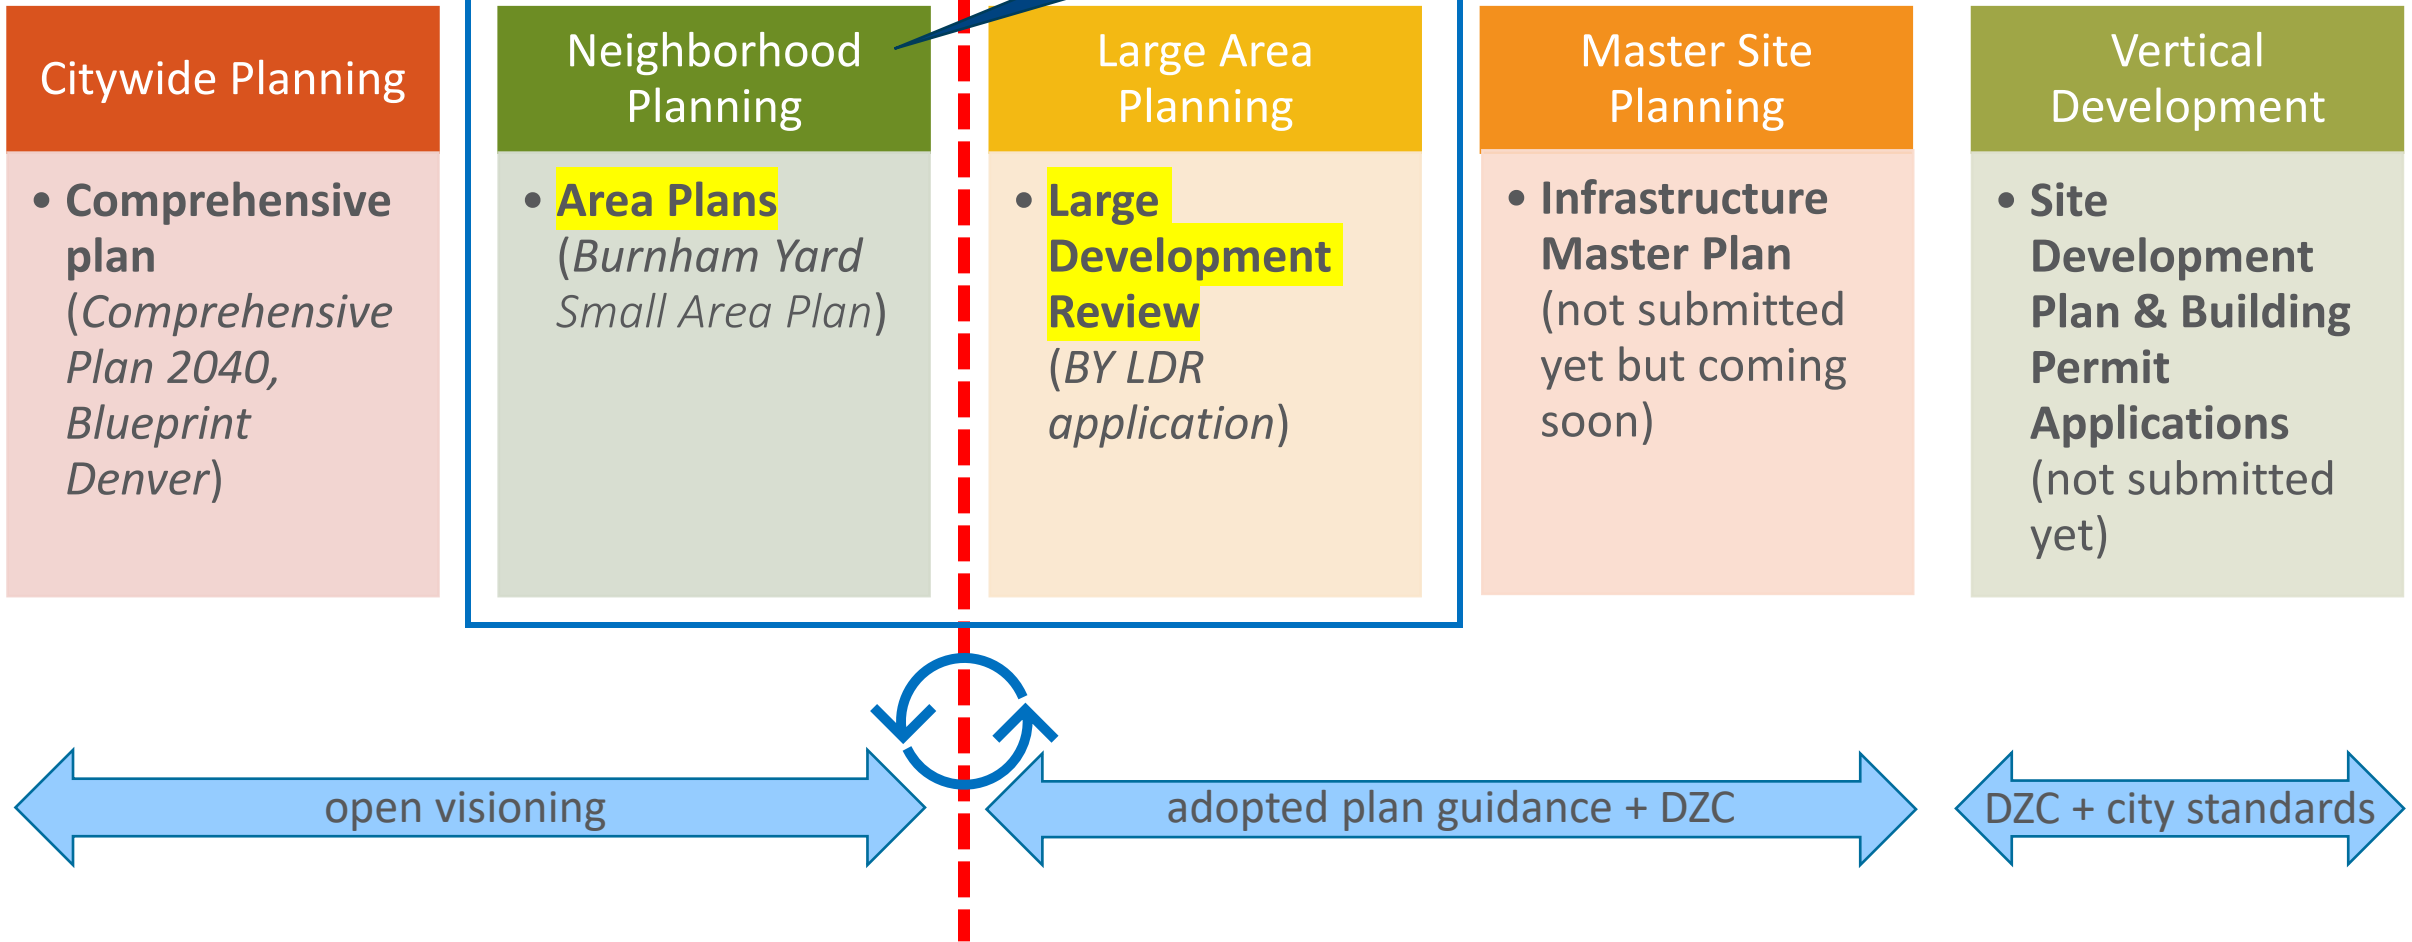 Citywide Planning
• Comprehensive
plan
(Comprehensive
Plan 2040,
Blueprint
Denver)
Neighborhood
Planning
• Area Plans
(Burnham Yard
Small Area Plan)
Large Area
Planning
• Large
Development
Review
(BY LDR
application)
Master Site
Planning
• Infrastructure
Master Plan
(not submitted
yet but coming
soon)
Vertical
Development
• Site
Development
Plan & Building
Permit
Applications
(not submitted
yet)
open visioning
adopted plan guidance + DZC
DZC + city standards